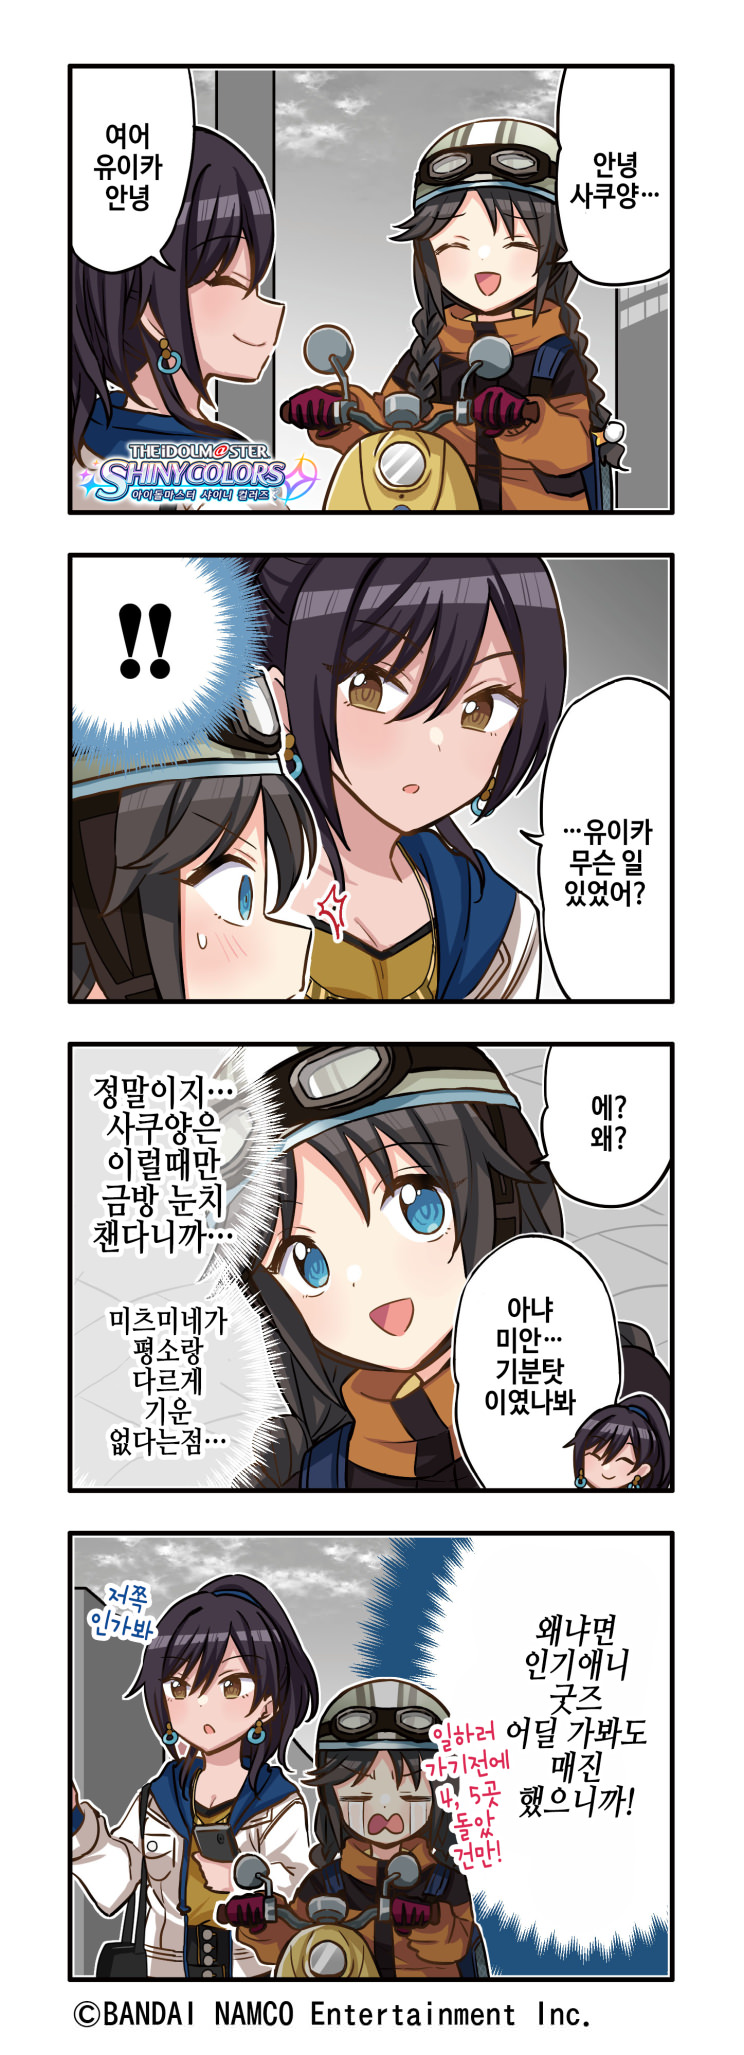 여어
유이카
안녕
안녕
사쿠양…
THE iDOLM@STER
SHINYCOLORS
아이돌마스터 샤이니 컬러즈
!!
…유이카
무슨 일
있었어?
에?
왜?
정말이지…
사쿠양은
이럴때만
금방 눈치
챈다니까…
미츠미네가
평소랑
다르게
기운
없다는점…
아냐
미안…
기분탓
이였나봐
저쪽
인가봐
왜냐면
인기애니
굿즈
어딜 가봐도
매진
했으니까!
일하러
가기전에
4, 5곳
돌았
건만!
©BANDAI NAMCO Entertainment Inc.